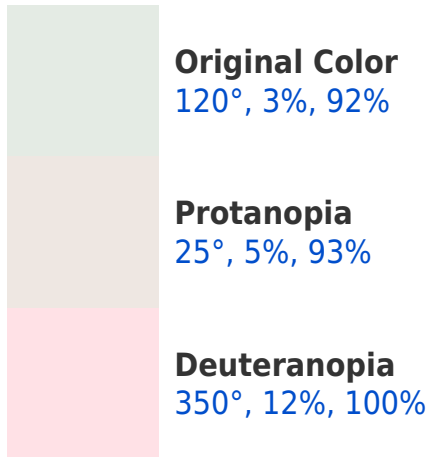 Original Color
120°, 3%, 92%
Protanopia
25°, 5%, 93%
Deuteranopia
350°, 12%, 100%